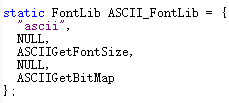 static FontLib ASCII_FontLib = {
  "ascii",
  NULL,
  ASCIIGetFontSize,
  NULL,
  ASCIIGetBitMap
};